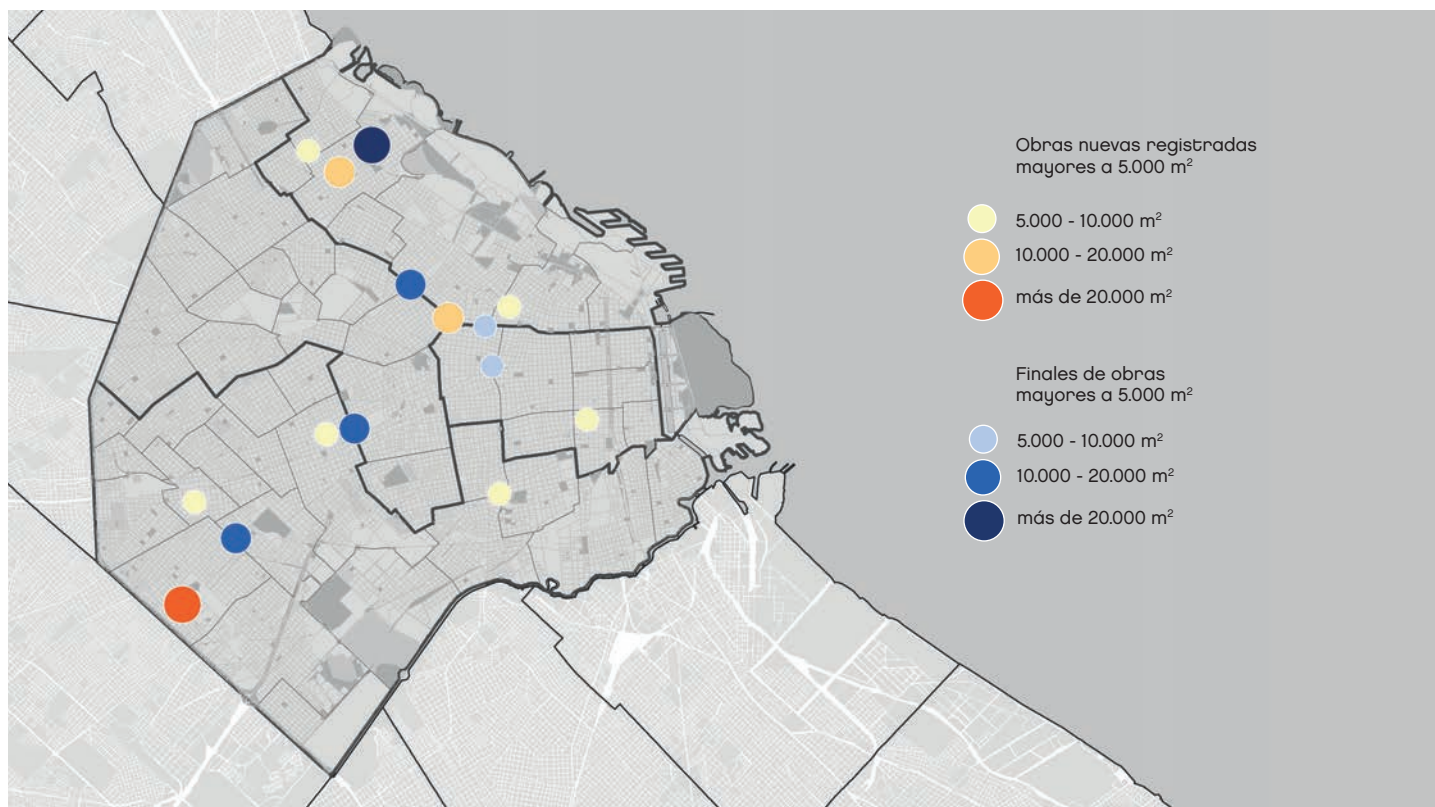 Obras nuevas registradas
mayores a 5.000 m²
5.000 - 10.000 m²
10.000 - 20.000 m²
más de 20.000 m²
Finales de obras
mayores a 5.000 m²
5.000 - 10.000 m²
10.000 - 20.000 m²
más de 20.000 m²